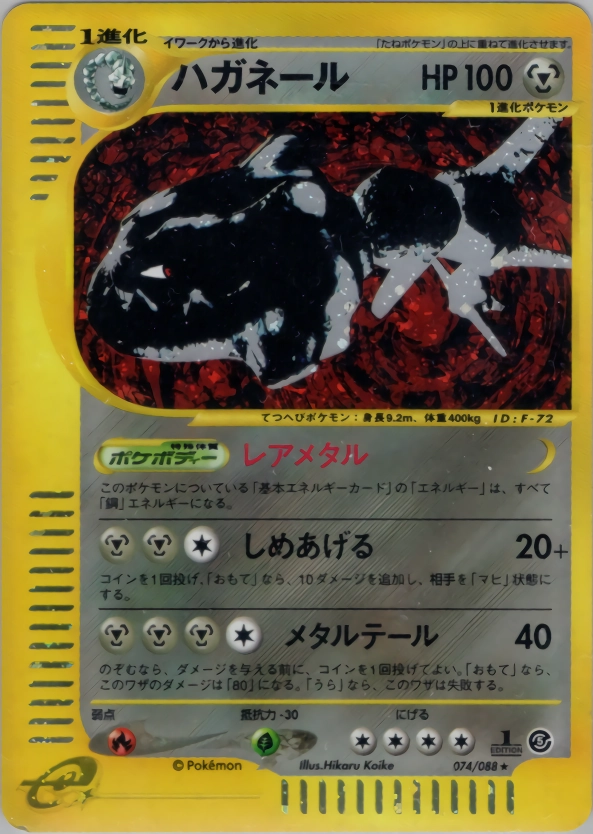 1進化
イワークから進化
「たねポケモン」の上に重ねて進化させます。
ハガネール HP100
1進化ポケモン
てつへびポケモン：身長9.2m、体重400kg ID：F-72
特殊体質
ポケボディー レアメタル
このポケモンについている「基本エネルギーカード」の「エネルギー」は、すべて
「鋼」エネルギーになる。
しめあげる 20+
コインを1回投げ、「おもて」なら、10ダメージを追加し、相手を「マヒ」状態に
する。
メタルテール 40
のぞむなら、ダメージを与える前に、コインを1回投げてよい。「おもて」なら、
このワザのダメージは「80」になる。「うら」なら、このワザは失敗する。
弱点 抵抗力-30 にげる
1
EDITION
© Pokémon Illus.Hikaru Koike 074/088★
e